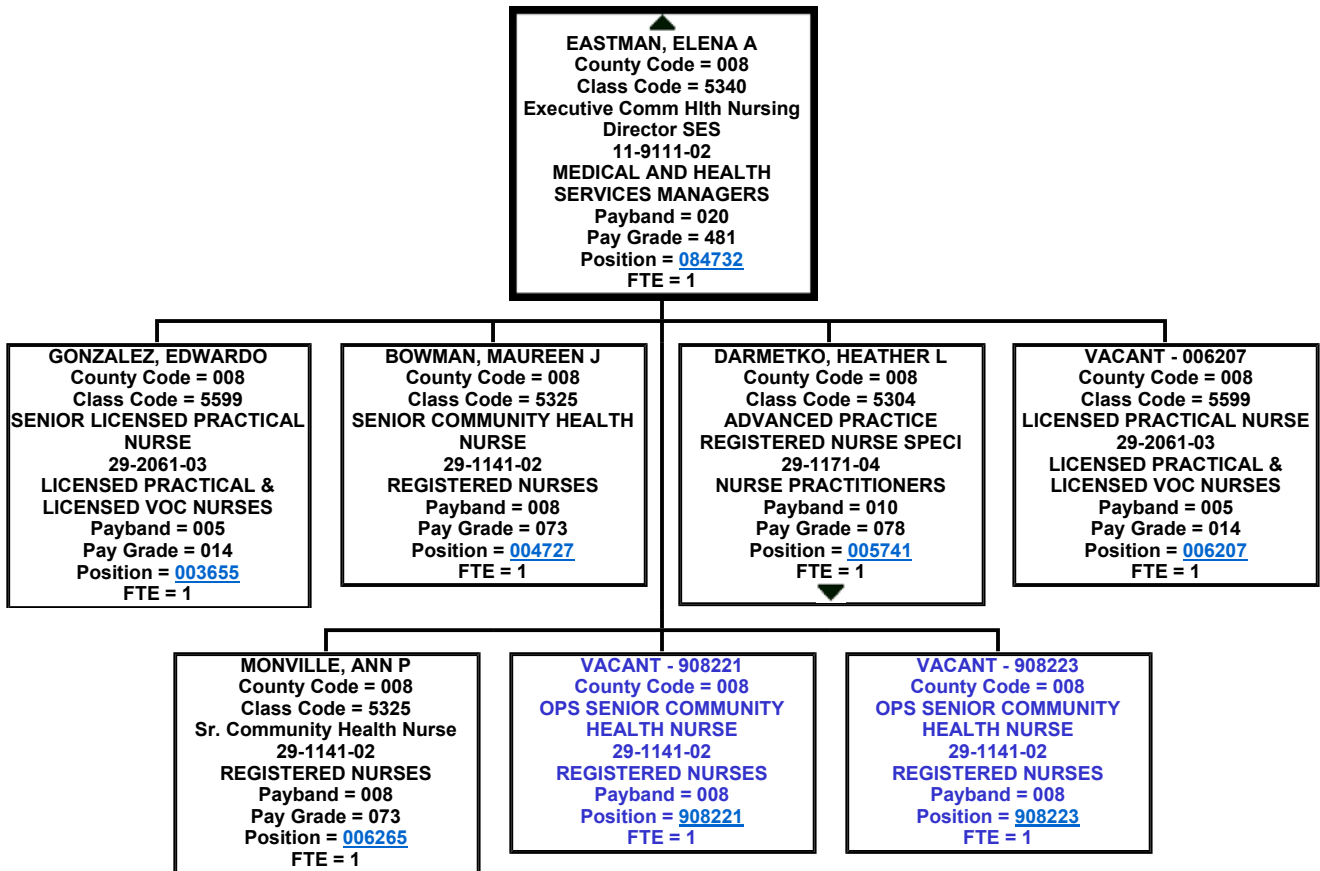 EASTMAN, ELENA A
County Code = 008
Class Code = 5340
Executive Comm Hlth Nursing
Director SES
11-9111-02
MEDICAL AND HEALTH
SERVICES MANAGERS
Payband = 020
Pay Grade = 481
Position = 084732
FTE = 1
GONZALEZ, EDWARDO
County Code = 008
Class Code = 5599
SENIOR LICENSED PRACTICAL
NURSE
29-2061-03
LICENSED PRACTICAL &
LICENSED VOC NURSES
Payband = 005
Pay Grade = 014
Position = 003655
FTE = 1
BOWMAN, MAUREEN J
County Code = 008
Class Code = 5325
SENIOR COMMUNITY HEALTH
NURSE
29-1141-02
REGISTERED NURSES
Payband = 008
Pay Grade = 073
Position = 004727
FTE = 1
DARMETKO, HEATHER L
County Code = 008
Class Code = 5304
ADVANCED PRACTICE
REGISTERED NURSE SPECI
29-1171-04
NURSE PRACTITIONERS
Payband = 010
Pay Grade = 078
Position = 005741
FTE = 1
VACANT - 006207
County Code = 008
Class Code = 5599
LICENSED PRACTICAL NURSE
29-2061-03
LICENSED PRACTICAL &
LICENSED VOC NURSES
Payband = 005
Pay Grade = 014
Position = 006207
FTE = 1
MONVILLE, ANN P
County Code = 008
Class Code = 5325
Sr. Community Health Nurse
29-1141-02
REGISTERED NURSES
Payband = 008
Pay Grade = 073
Position = 006265
FTE = 1
VACANT - 908221
County Code = 008
OPS SENIOR COMMUNITY
HEALTH NURSE
29-1141-02
REGISTERED NURSES
Payband = 008
Position = 908221
FTE = 1
VACANT - 908223
County Code = 008
OPS SENIOR COMMUNITY
HEALTH NURSE
29-1141-02
REGISTERED NURSES
Payband = 008
Position = 908223
FTE = 1